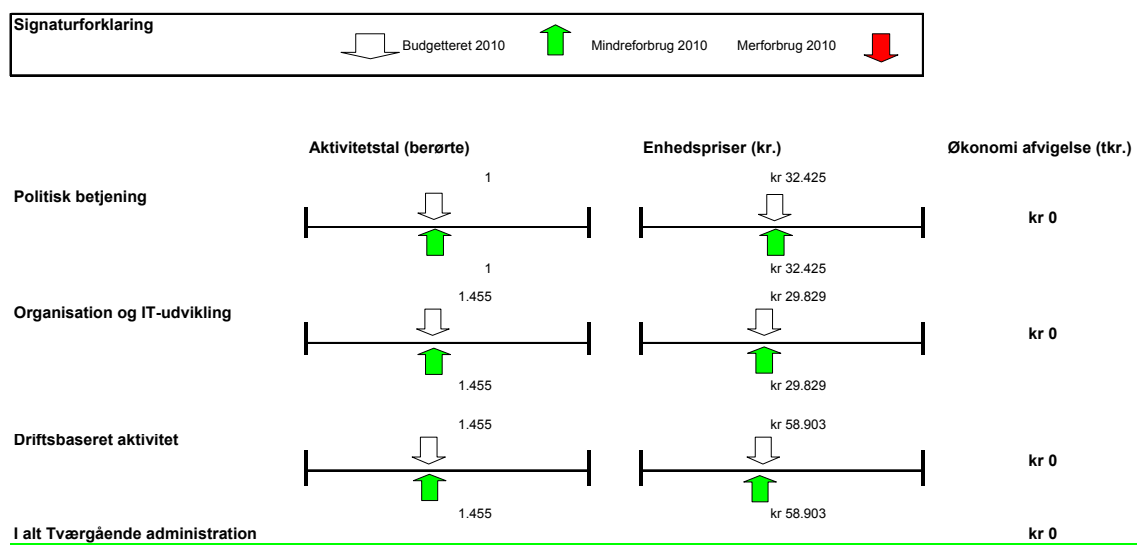 Signaturforklaring
Budgetteret 2010 Mindreforbrug 2010 Merforbrug 2010
Aktivitetstal (berørte) Enhedspriser (kr.) Økonomi afvigelse (tkr.)
1 kr 32.425
Politisk betjening
kr 0
1 kr 32.425
1.455 kr 29.829
Organisation og IT-udvikling
kr 0
1.455 kr 29.829
1.455 kr 58.903
Driftsbaseret aktivitet
kr 0
1.455 kr 58.903
I alt Tværgående administration kr 0